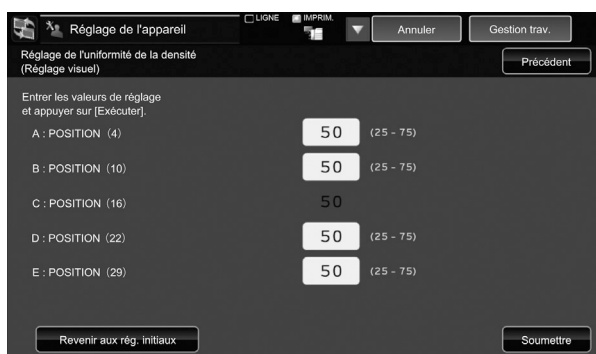 Réglage de l'appareil
LIGNE
IMPRIM.
Annuler
Gestion trav.
Réglage de l'uniformité de la densité
(Réglage visuel)
Précédent
Entrer les valeurs de réglage
et appuyer sur [Exécuter].
A : POSITION (4) 50 (25 - 75)
B : POSITION (10) 50 (25 - 75)
C : POSITION (16) 50
D : POSITION (22) 50 (25 - 75)
E : POSITION (29) 50 (25 - 75)
Revenir aux rég. initiaux
Soumettre